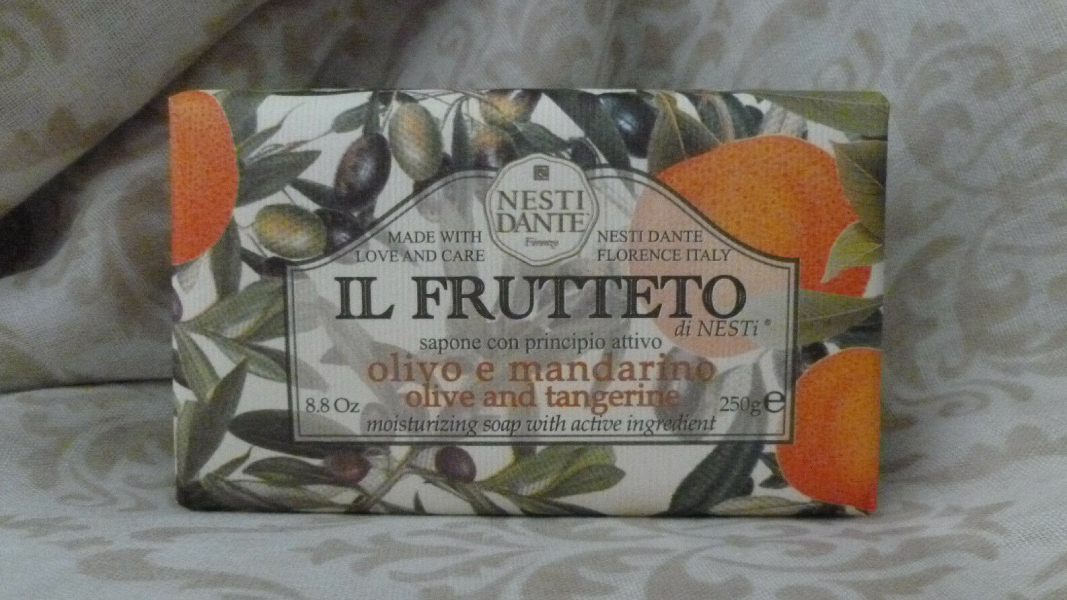 NESTI
DANTE
Firenze
MADE WITH
LOVE AND CARE
NESTI DANTE
FLORENCE ITALY
IL FRUTTETO
di NESTi®
sapone con principio attivo
olivo e mandarino
olive and tangerine
8.8 Oz
250g e
moisturizing soap with active ingredient